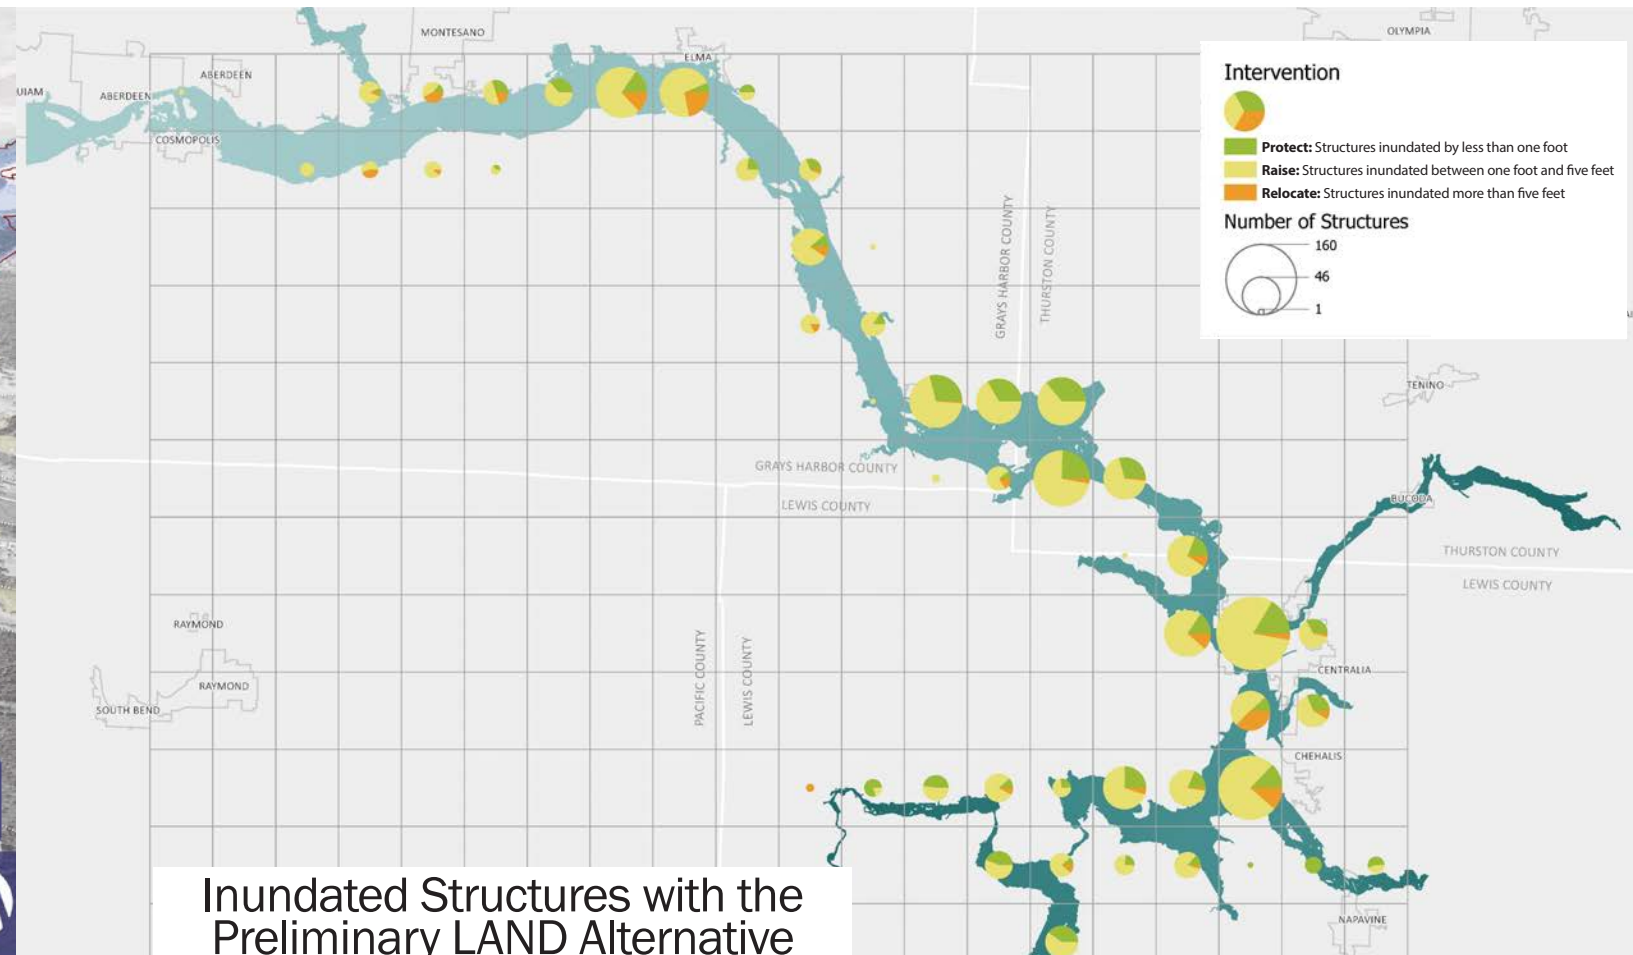 MONTESANO
OLYMPIA
ABERDEEN
ELMA
UIAM
ABERDEEN
COSMOPOLIS
Intervention
Protect: Structures inundated by less than one foot
Raise: Structures inundated between one foot and five feet
Relocate: Structures inundated more than five feet
Number of Structures
160
46
1
GRAYS HARBOR COUNTY
THURSTON COUNTY
TENINO
GRAYS HARBOR COUNTY
LEWIS COUNTY
BUCODA
THURSTON COUNTY
LEWIS COUNTY
RAYMOND
PACIFIC COUNTY
LEWIS COUNTY
CENTRALIA
RAYMOND
SOUTH BEND
CHEHALIS
Inundated Structures with the
Preliminary LAND Alternative
NAPAVINE